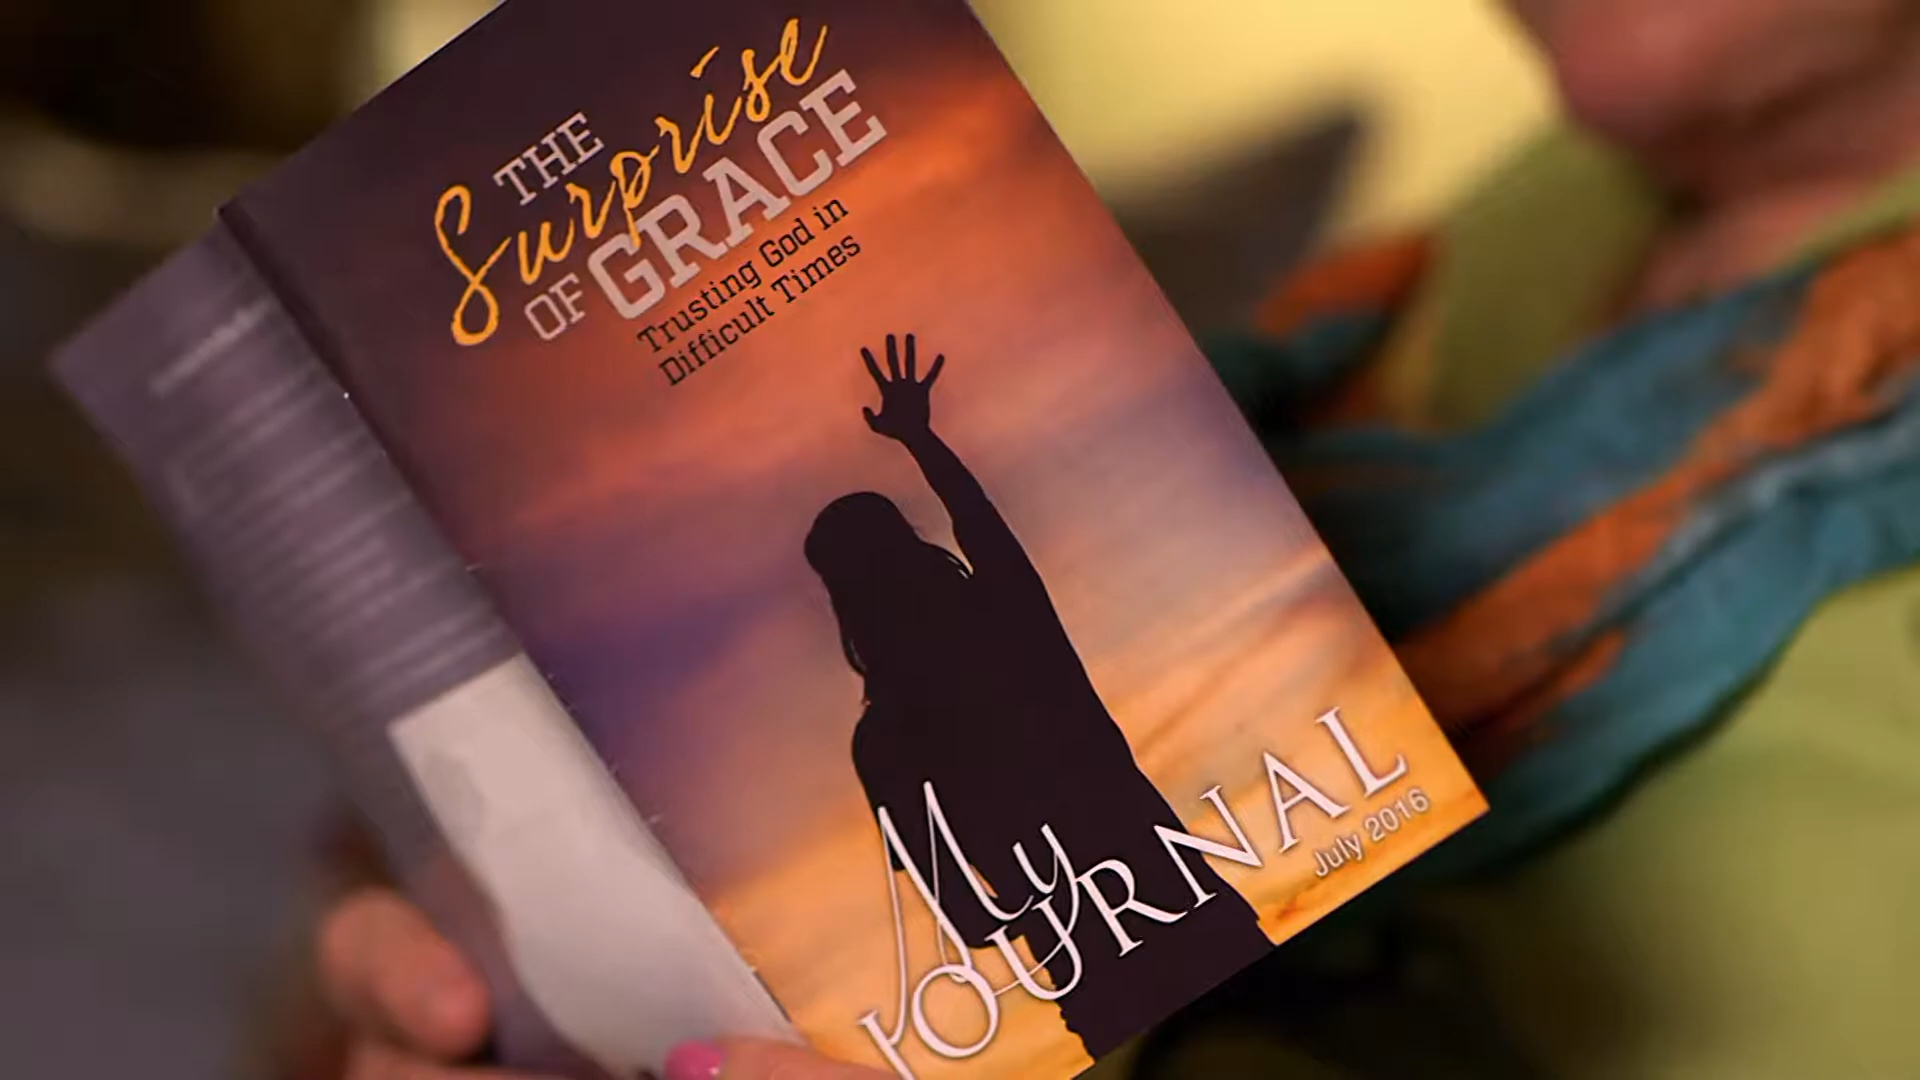 THE
Surprise
OF GRACE
Trusting God in
Difficult Times
My
JOURNAL
July 2016